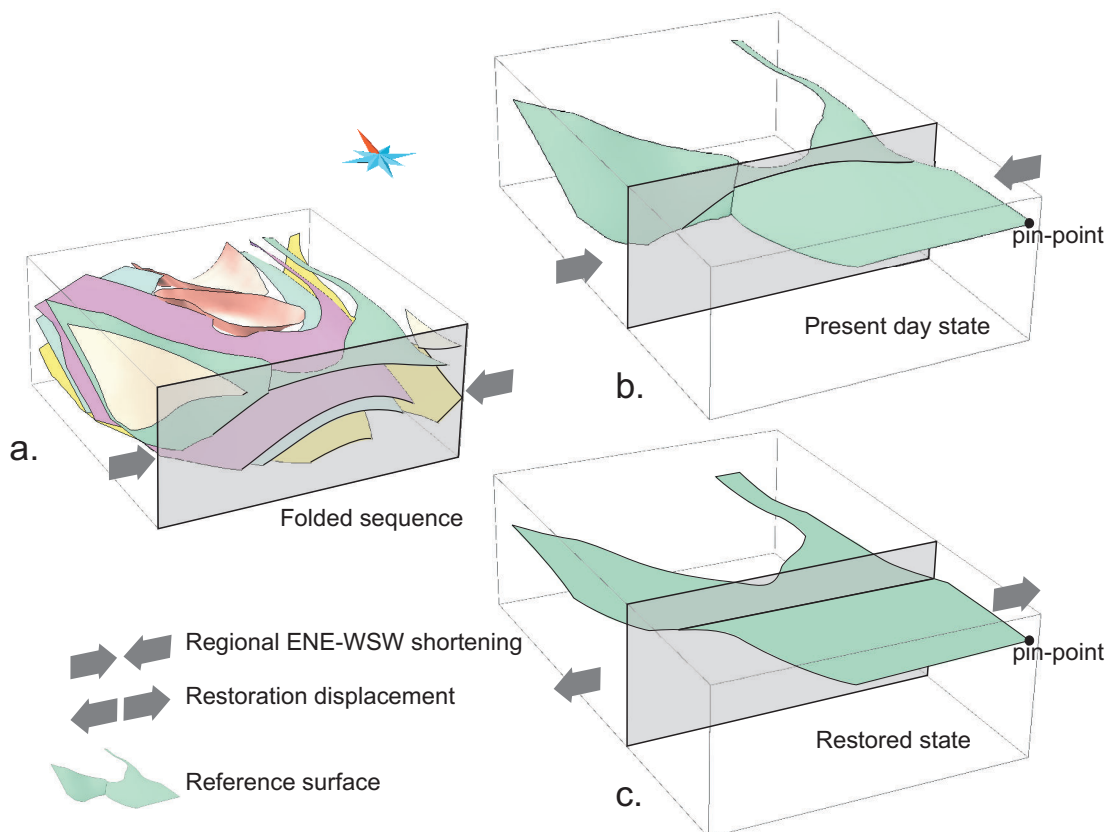 pin-point
Present day state
b.
a.
Folded sequence
Regional ENE-WSW shortening
Restoration displacement
Reference surface
pin-point
Restored state
c.